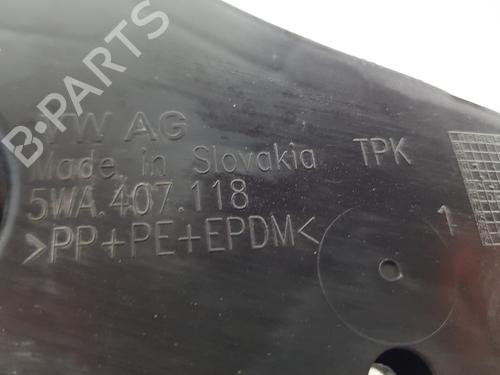 VW AG
Made in Slovakia TPK
5WA.407.118
>PP+PE+EPDM<
1
B-PARTS